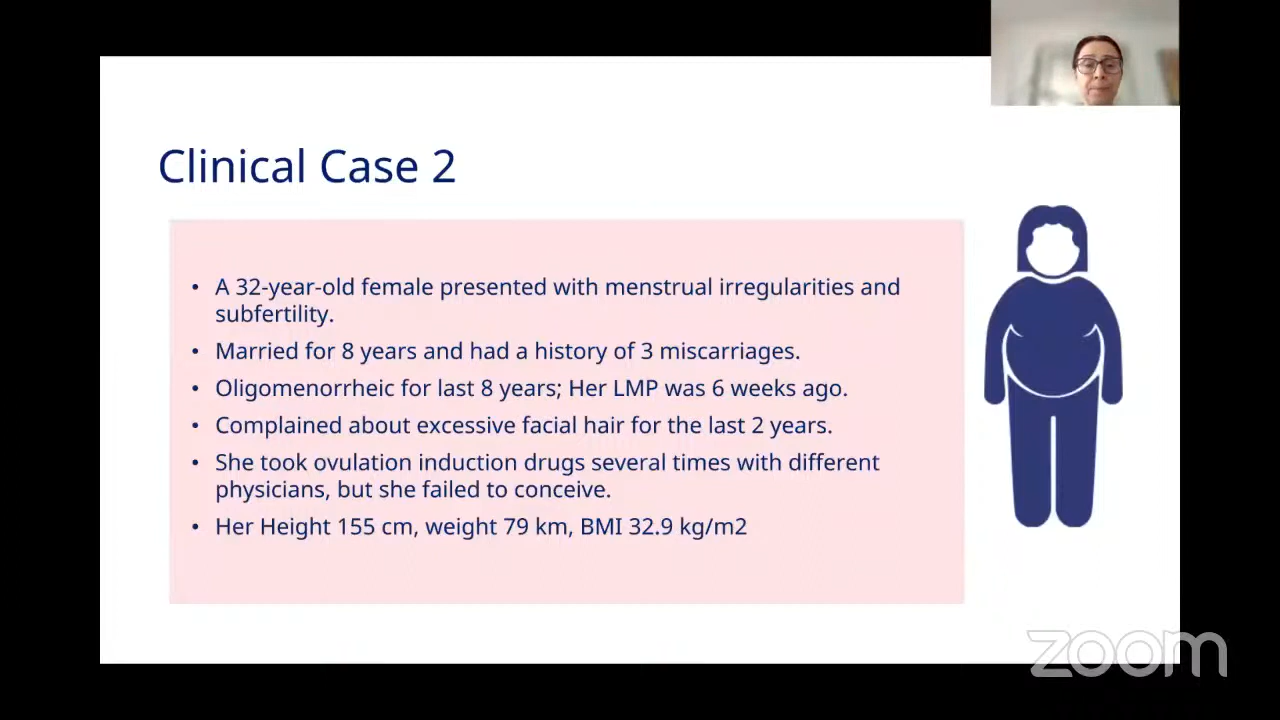 Clinical Case 2
• A 32-year-old female presented with menstrual irregularities and
subfertility.
• Married for 8 years and had a history of 3 miscarriages.
• Oligomenorrheic for last 8 years; Her LMP was 6 weeks ago.
• Complained about excessive facial hair for the last 2 years.
• She took ovulation induction drugs several times with different
physicians, but she failed to conceive.
• Her Height 155 cm, weight 79 km, BMI 32.9 kg/m2
zoom